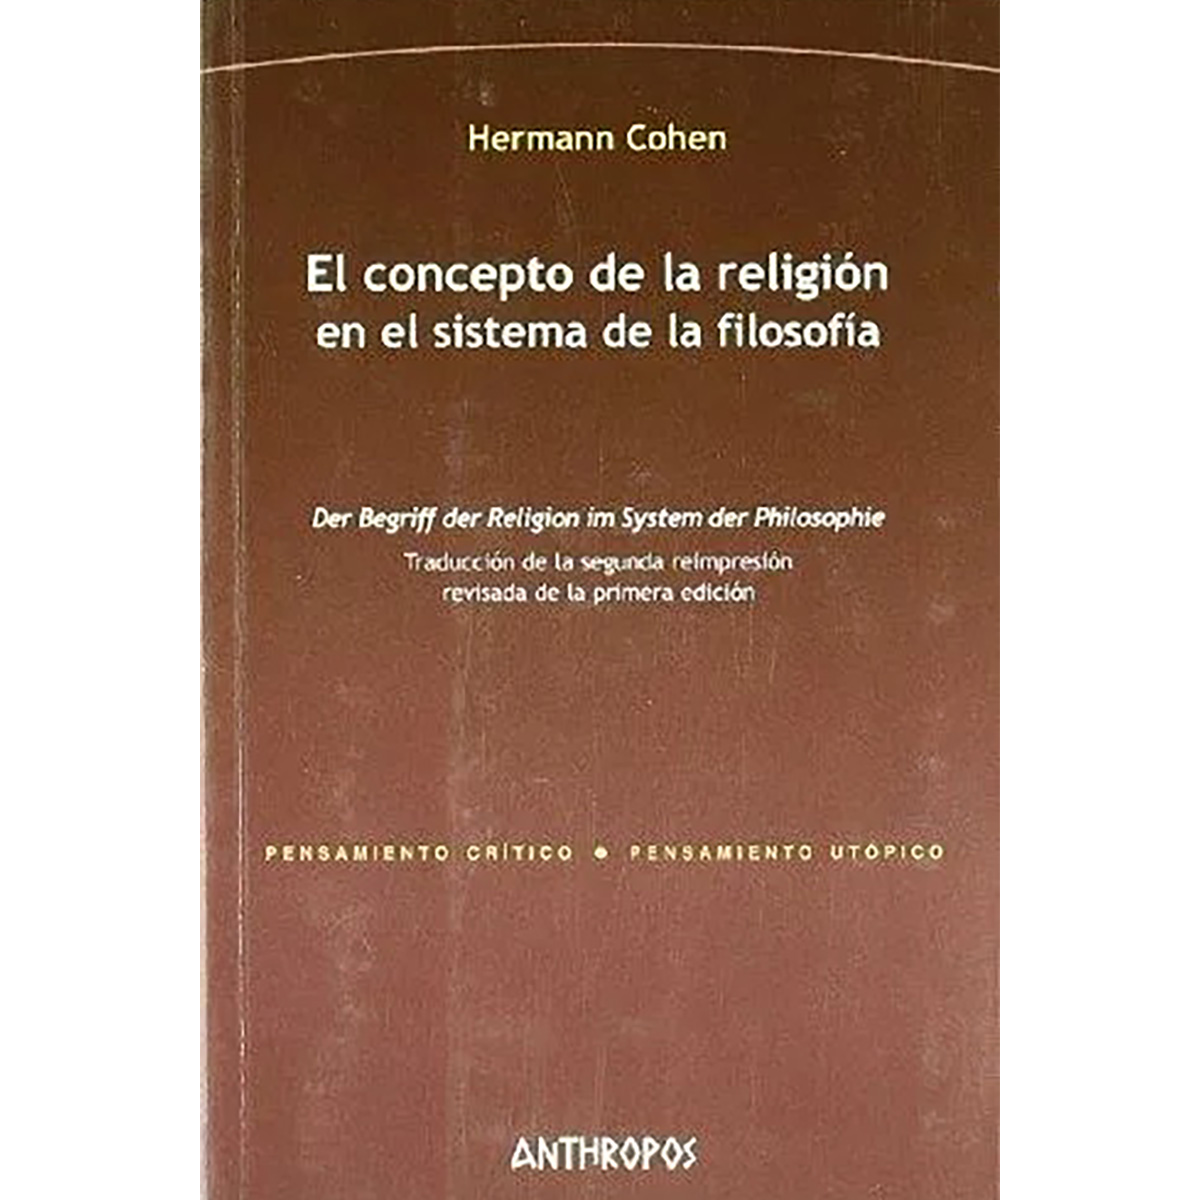 Hermann Cohen
El concepto de la religión
en el sistema de la filosofía
Der Begriff der Religion im System der Philosophie
Traducción de la segunda reimpresión
revisada de la primera edición
PENSAMIENTO CRÍTICO • PENSAMIENTO UTÓPICO
ANTHROPOS